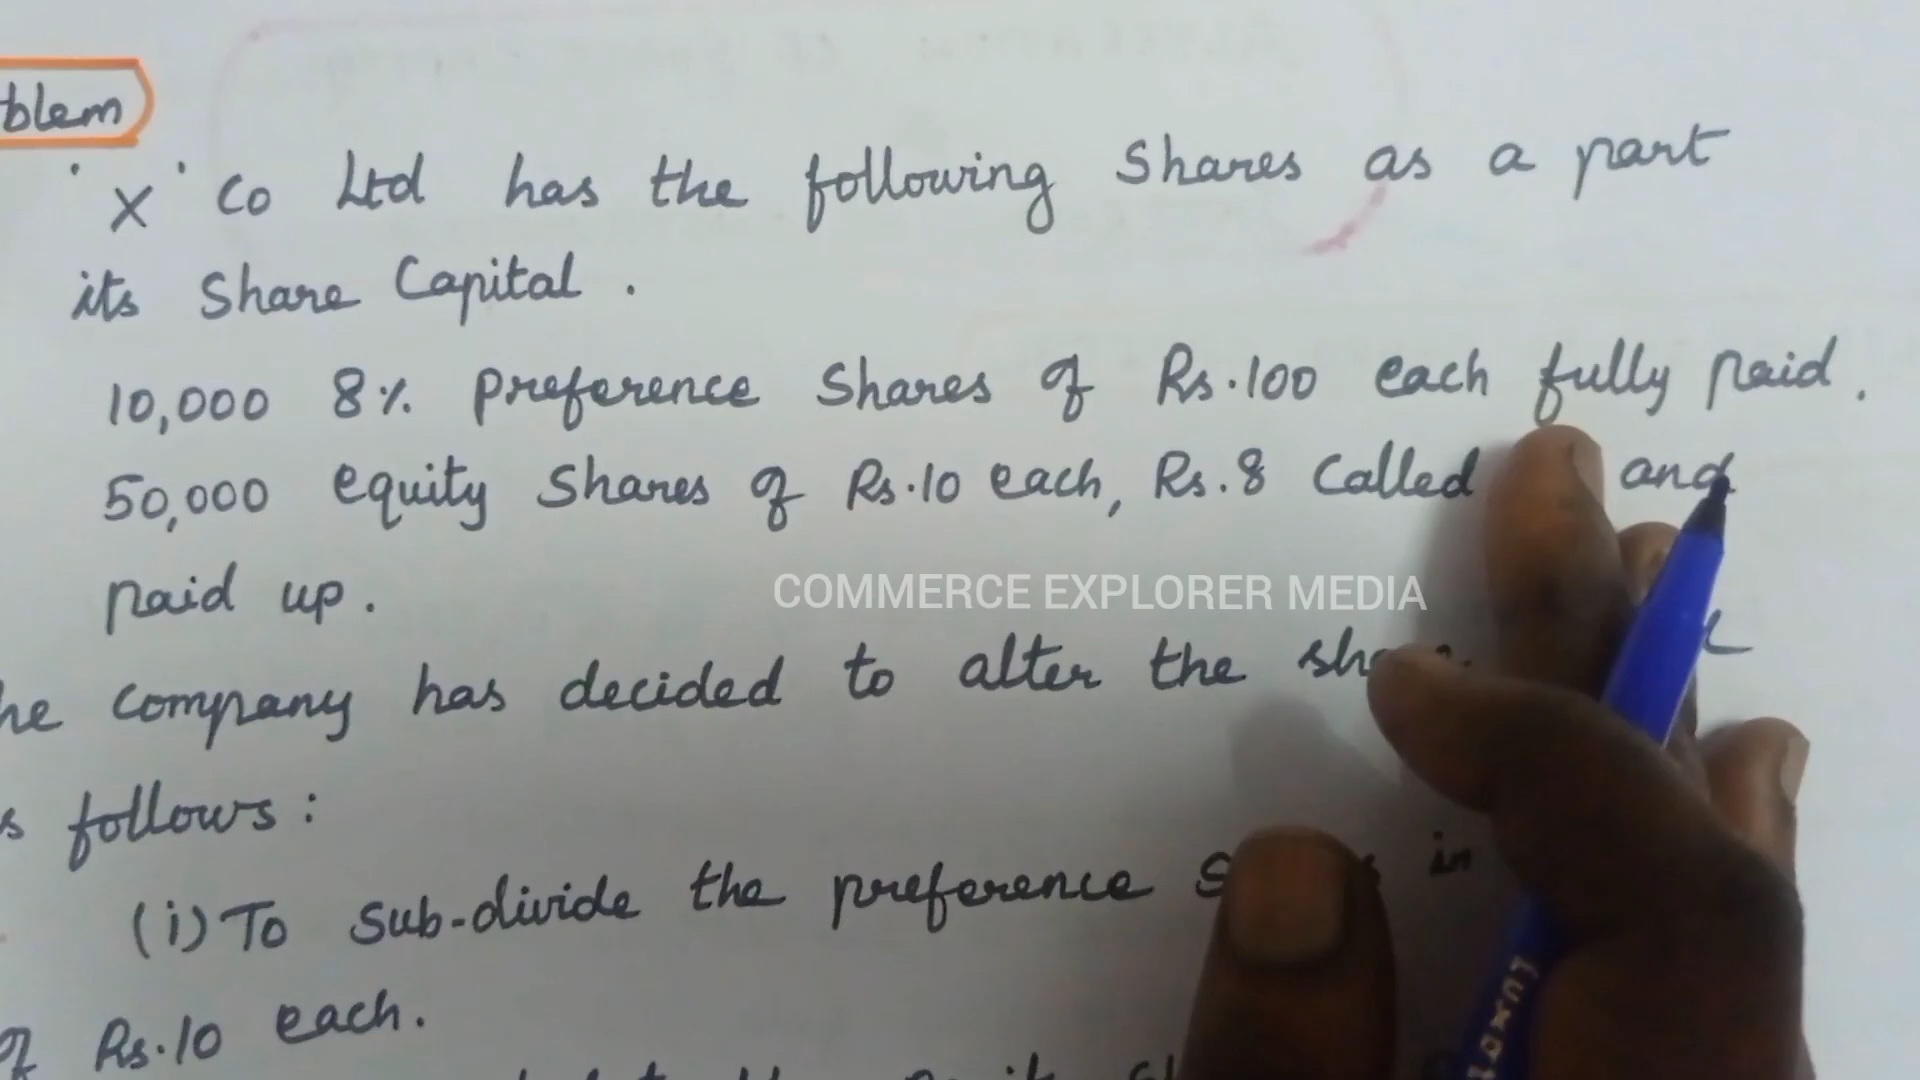 blem
'X' Co Ltd has the following Shares as a part
its Share Capital.
10,000 8% Preference Shares of Rs.100 each fully paid.
50,000 equity Shares of Rs.10 each, Rs.8 Called and
paid up.
COMMERCE EXPLORER MEDIA
he company has decided to alter the
s follows:
(i) To Sub-divide the preference in
of Rs.10 each.
LUXOR